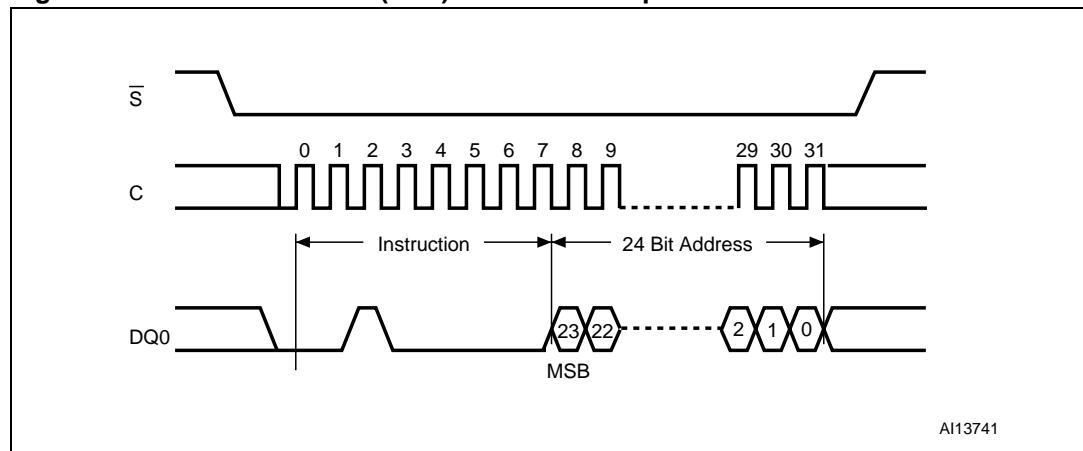 (
S
0 1 2 3 4 5 6 7 8 9 29 30 31
C
Instruction 24 Bit Address
DQ0 23 22 2 1 0
MSB
AI13741